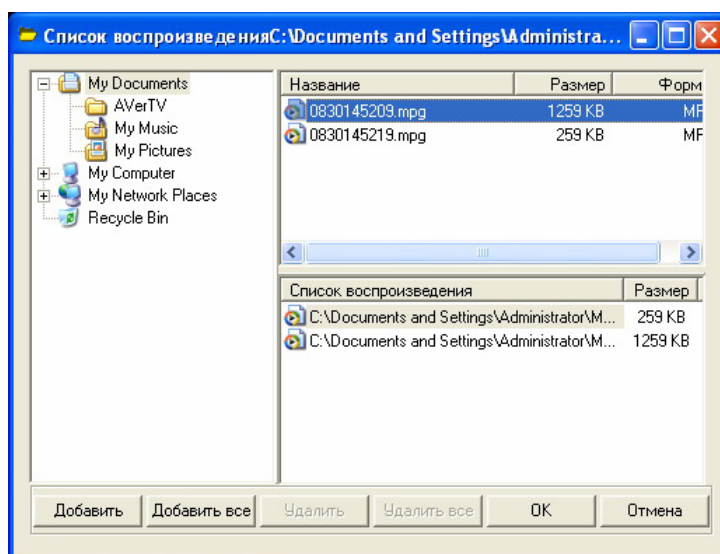 Список воспроизведенияC:\Documents and Settings\Administra...
My Documents
AVerTV
My Music
My Pictures
My Computer
My Network Places
Recycle Bin
Название Размер Форм
0830145209.mpg 1259 KB MF
0830145219.mpg 259 KB MF
Список воспроизведения Размер
C:\Documents and Settings\Administrator\M... 259 KB
C:\Documents and Settings\Administrator\M... 1259 KB
Добавить Добавить все Удалить Удалить все OK Отмена